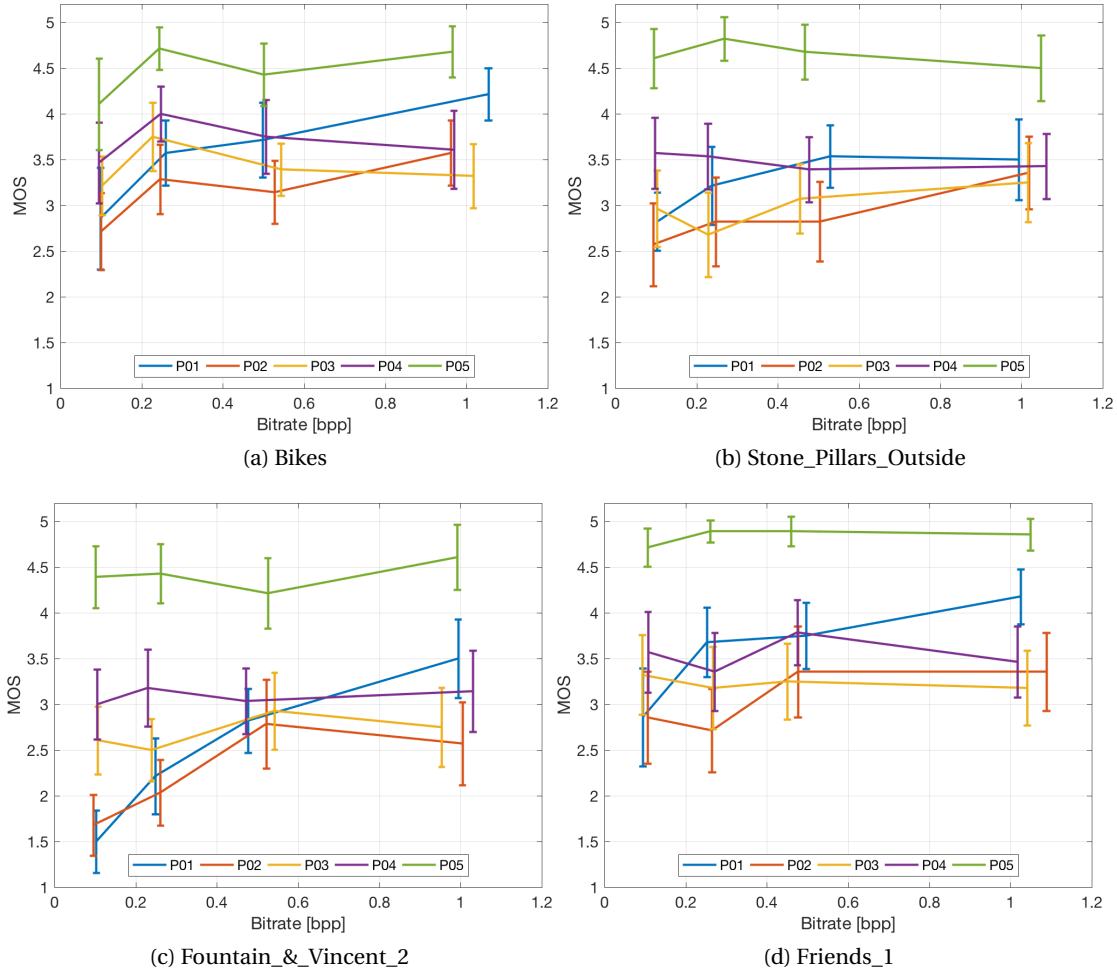 5
4.5
4
3.5
3
2.5
2
1.5
1
MOS
P01 P02 P03 P04 P05
0 0.2 0.4 0.6 0.8 1 1.2
Bitrate [bpp]
(a) Bikes
5
4.5
4
3.5
3
2.5
2
1.5
1
MOS
P01 P02 P03 P04 P05
0 0.2 0.4 0.6 0.8 1 1.2
Bitrate [bpp]
(b) Stone_Pillars_Outside
5
4.5
4
3.5
3
2.5
2
1.5
1
MOS
P01 P02 P03 P04 P05
0 0.2 0.4 0.6 0.8 1 1.2
Bitrate [bpp]
(c) Fountain_&_Vincent_2
5
4.5
4
3.5
3
2.5
2
1.5
1
MOS
P01 P02 P03 P04 P05
0 0.2 0.4 0.6 0.8 1 1.2
Bitrate [bpp]
(d) Friends_1